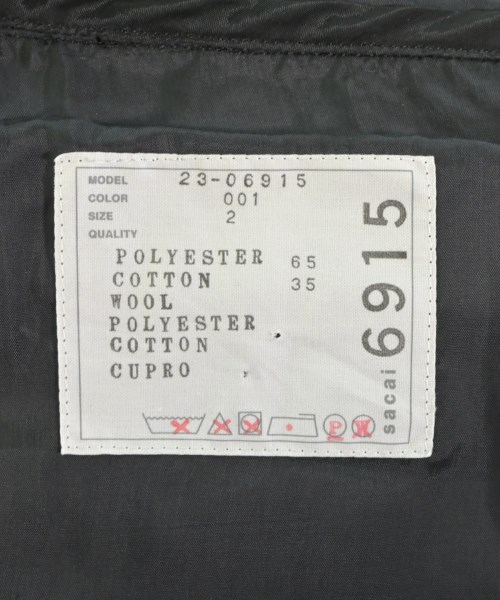 MODEL 23-06915
COLOR 001
SIZE 2
QUALITY
POLYESTER 65
COTTON 35
WOOL
POLYESTER
COTTON
CUPRO
P W
sacai 6915